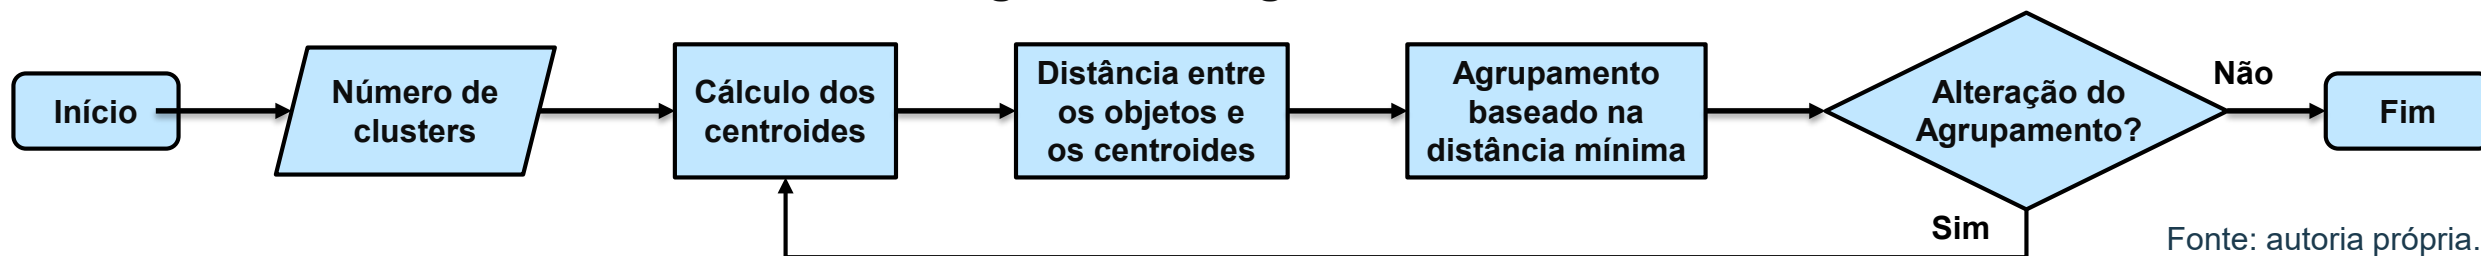 Início
Número de
clusters
Cálculo dos
centroides
Distância entre
os objetos e
os centroides
Agrupamento
baseado na
distância mínima
Alteração do
Agrupamento?
Não
Fim
Sim
Fonte: autoria própria.